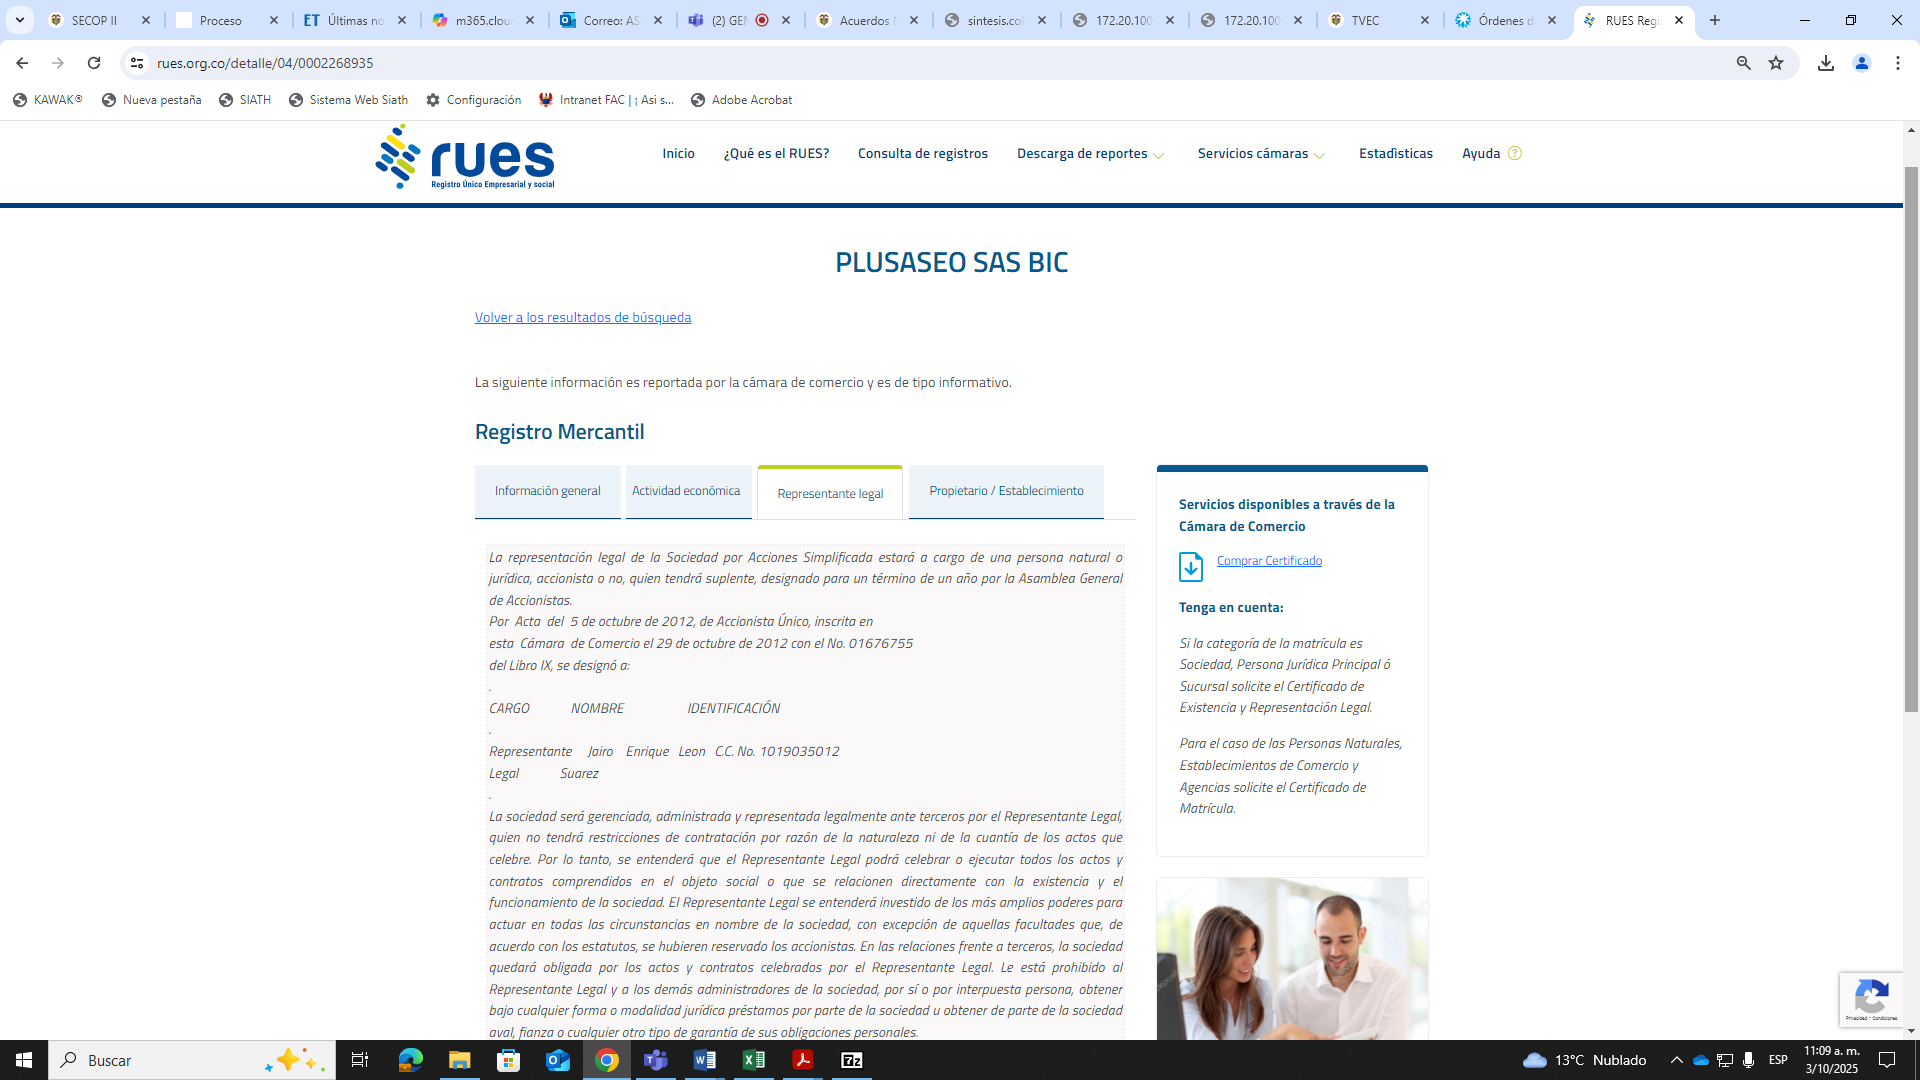 SECOP II
Proceso
ET Últimas no
m365.clou
Correo: AS
(2) GEN
Acuerdos
sintesis.co
172.20.100
172.20.100
TVEC
Órdenes d
RUES Regi
rues.org.co/detalle/04/0002268935
KAWAK®
Nueva pestaña
SIATH
Sistema Web Siath
Configuración
Intranet FAC | ¡ Asi s...
Adobe Acrobat
rues
Registro Único Empresarial y social
Inicio
¿Qué es el RUES?
Consulta de registros
Descarga de reportes
Servicios cámaras
Estadìsticas
Ayuda ?
PLUSASEO SAS BIC
Volver a los resultados de búsqueda
La siguiente información es reportada por la cámara de comercio y es de tipo informativo.
Registro Mercantil
Información general
Actividad económica
Representante legal
Propietario / Establecimiento
La representación legal de la Sociedad por Acciones Simplificada estará a cargo de una persona natural o
jurídica, accionista o no, quien tendrá suplente, designado para un término de un año por la Asamblea General
de Accionistas.
Por Acta del 5 de octubre de 2012, de Accionista Único, inscrita en
esta Cámara de Comercio el 29 de octubre de 2012 con el No. 01676755
del Libro IX, se designó a:
.
CARGO NOMBRE IDENTIFICACIÓN
.
Representante Jairo Enrique Leon C.C. No. 1019035012
Legal Suarez
.
La sociedad será gerenciada, administrada y representada legalmente ante terceros por el Representante Legal,
quien no tendrá restricciones de contratación por razón de la naturaleza ni de la cuantía de los actos que
celebre. Por lo tanto, se entenderá que el Representante Legal podrá celebrar o ejecutar todos los actos y
contratos comprendidos en el objeto social o que se relacionen directamente con la existencia y el
funcionamiento de la sociedad. El Representante Legal se entenderá investido de los más amplios poderes para
actuar en todas las circunstancias en nombre de la sociedad, con excepción de aquellas facultades que, de
acuerdo con los estatutos, se hubieren reservado los accionistas. En las relaciones frente a terceros, la sociedad
quedará obligada por los actos y contratos celebrados por el Representante Legal. Le está prohibido al
Representante Legal y a los demás administradores de la sociedad, por sí o por interpuesta persona, obtener
bajo cualquier forma o modalidad jurídica préstamos por parte de la sociedad u obtener de parte de la sociedad
aval, fianza o cualquier otro tipo de garantía de sus obligaciones personales.
Servicios disponibles a través de la
Cámara de Comercio
Comprar Certificado
Tenga en cuenta:
Si la categoría de la matrícula es
Sociedad, Persona Jurídica Principal ó
Sucursal solicite el Certificado de
Existencia y Representación Legal.
Para el caso de las Personas Naturales,
Establecimientos de Comercio y
Agencias solicite el Certificado de
Matrícula.
Privacidad - Condiciones
Buscar
13°C Nublado
ESP
11:09 a. m.
3/10/2025